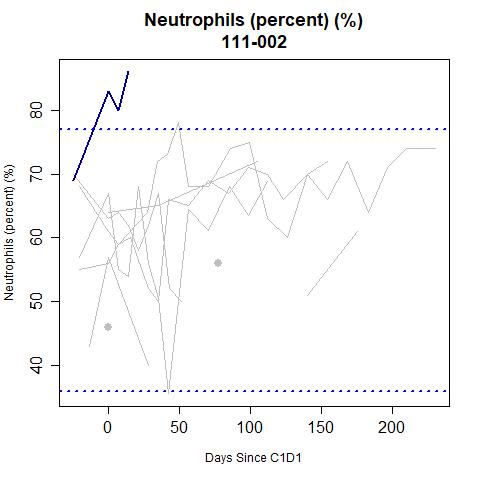 Neutrophils (percent) (%)
111-002
Neutrophils (percent) (%)
80
70
60
50
40
0 50 100 150 200
Days Since C1D1